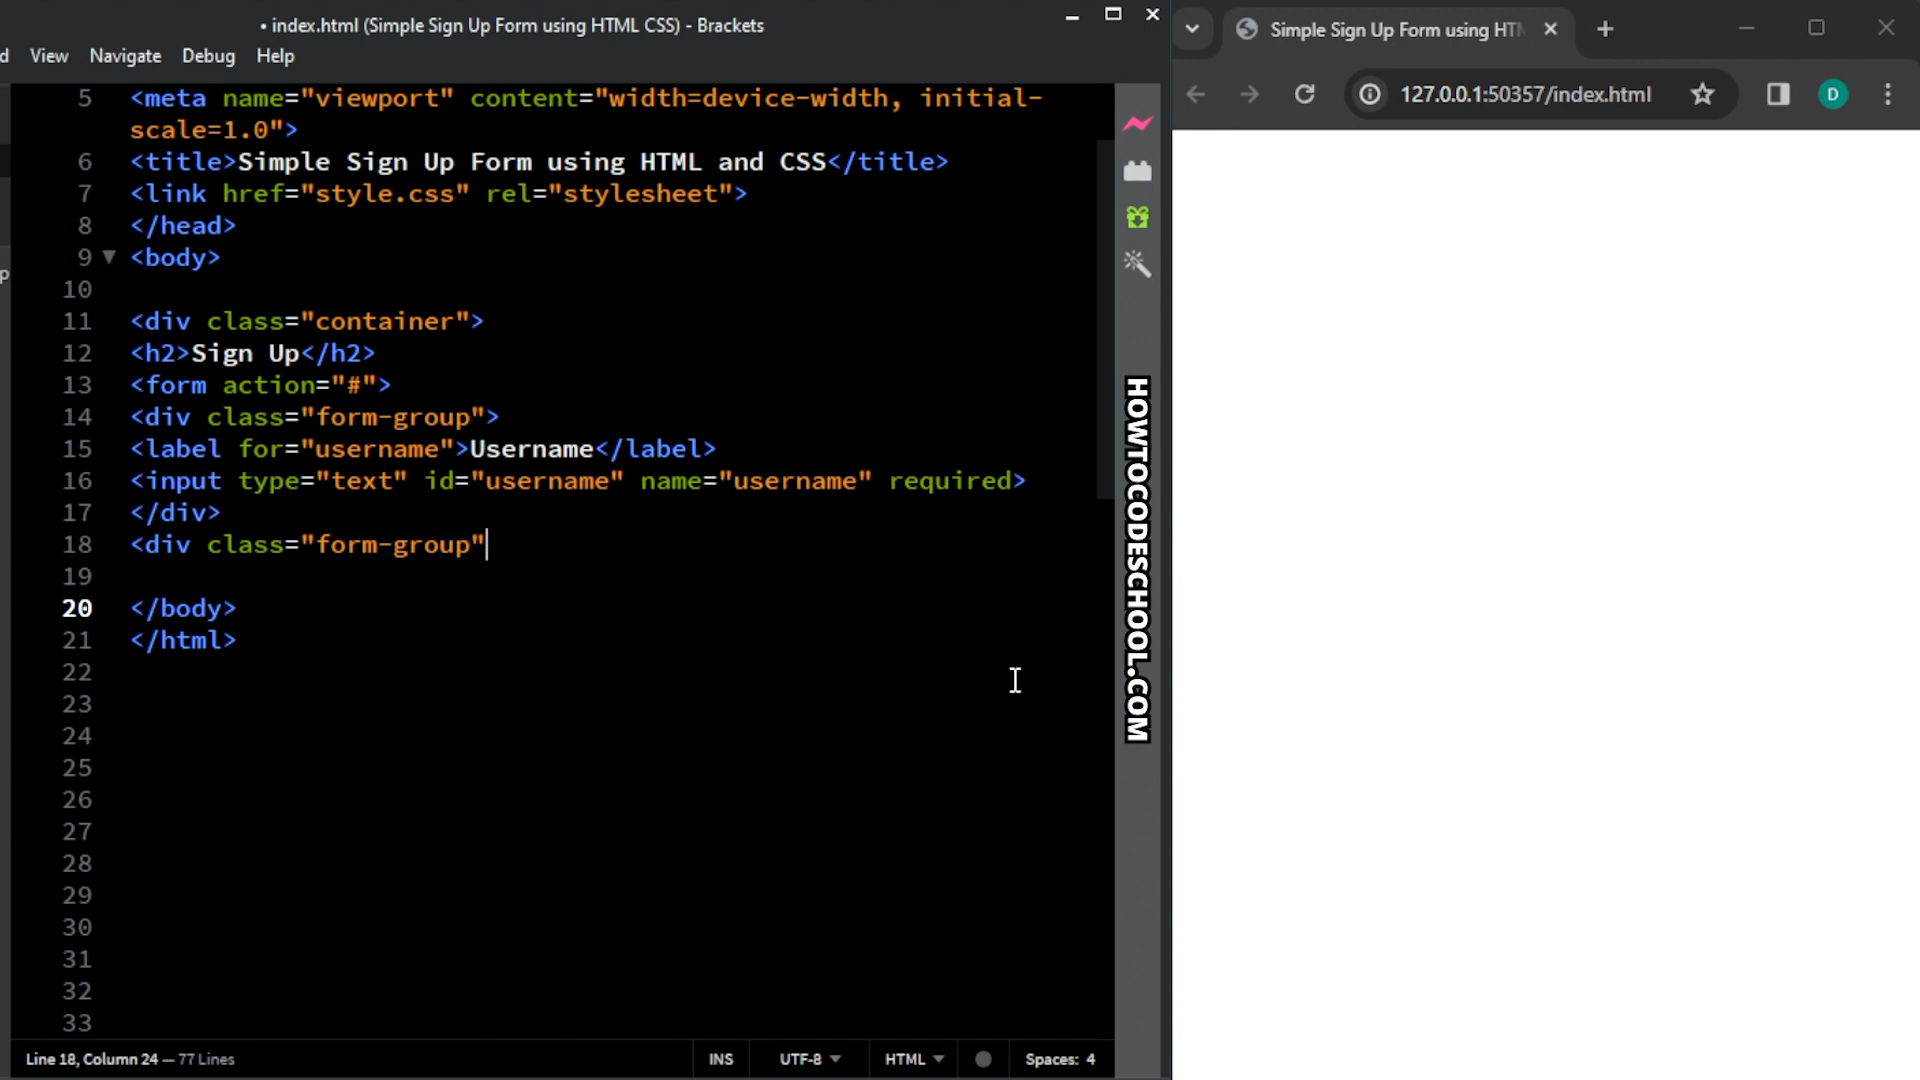 • index.html (Simple Sign Up Form using HTML CSS) - Brackets
d View Navigate Debug Help
5 <meta name="viewport" content="width=device-width, initial-
scale=1.0">
6 <title>Simple Sign Up Form using HTML and CSS</title>
7 <link href="style.css" rel="stylesheet">
8 </head>
9 <body>
10
11 <div class="container">
12 <h2>Sign Up</h2>
13 <form action="#">
14 <div class="form-group">
15 <label for="username">Username</label>
16 <input type="text" id="username" name="username" required>
17 </div>
18 <div class="form-group"
19
20 </body>
21 </html>
22
23
24
25
26
27
28
29
30
31
32
33
p
Line 18, Column 24 — 77 Lines
INS UTF-8 HTML Spaces: 4
HOWTOCODESCHOOL.COM
Simple Sign Up Form using HT
127.0.0.1:50357/index.html
D